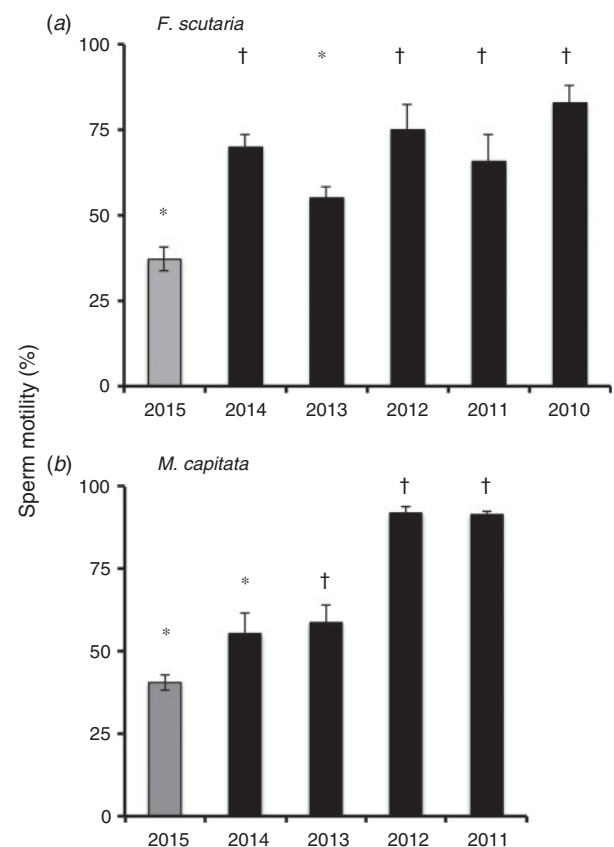 (a) F. scutaria
100
† * † † †
75
50
*
25
0
2015 2014 2013 2012 2011 2010
Sperm motility (%)
(b) M. capitata
100
† †
75
* †
*
50
25
0
2015 2014 2013 2012 2011